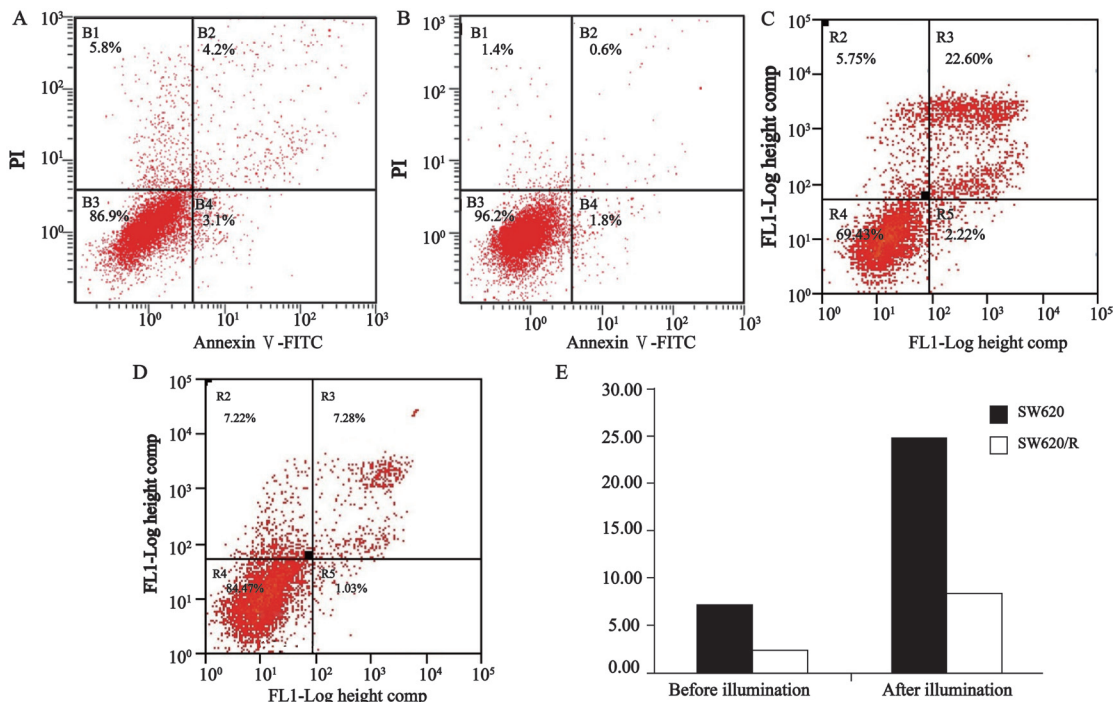 A
10³
10²
10¹
10⁰
PI
B1
5.8%
B2
4.2%
B3
86.9%
B4
3.1%
10⁰
10¹
10²
10³
Annexin Ⅴ-FITC
B
10³
10²
10¹
10⁰
PI
B1
1.4%
B2
0.6%
B3
96.2%
B4
1.8%
10⁰
10¹
10²
10³
Annexin Ⅴ-FITC
C
10⁵
10⁴
10³
10²
10¹
10⁰
FL1-Log height comp
R2
5.75%
R3
22.60%
R4
69.43%
R5
2.22%
10⁰
10¹
10²
10³
10⁴
10⁵
FL1-Log height comp
D
10⁵
10⁴
10³
10²
10¹
10⁰
FL1-Log height comp
R2
7.22%
R3
7.28%
R4
84.47%
R5
1.03%
10⁰
10¹
10²
10³
10⁴
10⁵
FL1-Log height comp
E
30.00
25.00
20.00
15.00
10.00
5.00
0.00
SW620
SW620/R
Before illumination
After illumination